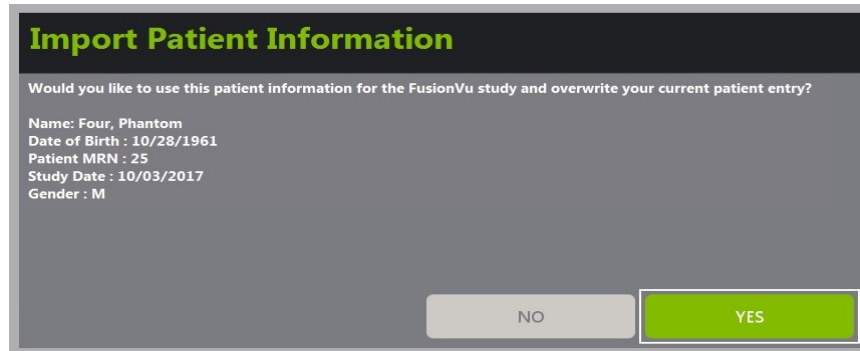 Import Patient Information
Would you like to use this patient information for the FusionVu study and overwrite your current patient entry?
Name: Four, Phantom
Date of Birth : 10/28/1961
Patient MRN : 25
Study Date : 10/03/2017
Gender : M
NO
YES